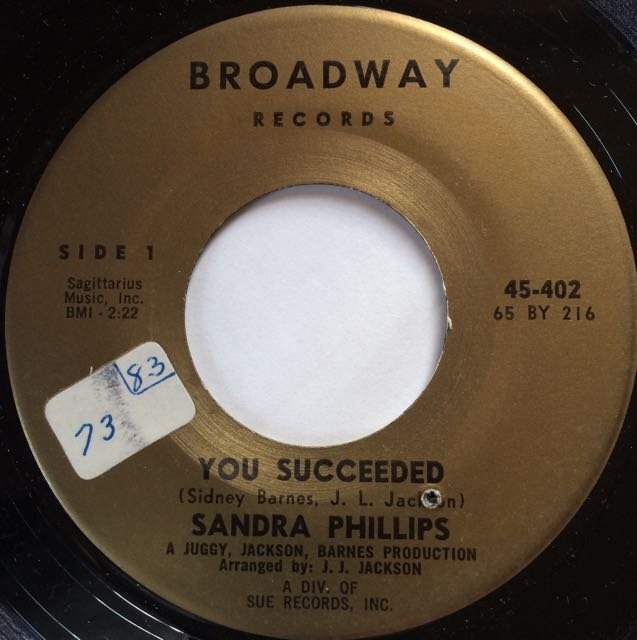 BROADWAY
RECORDS
SIDE 1
Sagittarius
Music, Inc.
BMI - 2:22
45-402
65 BY 216
83
73
YOU SUCCEEDED
(Sidney Barnes, J. L. Jackson)
SANDRA PHILLIPS
A JUGGY, JACKSON, BARNES PRODUCTION
Arranged by: J. J. JACKSON
A DIV. OF
SUE RECORDS, INC.